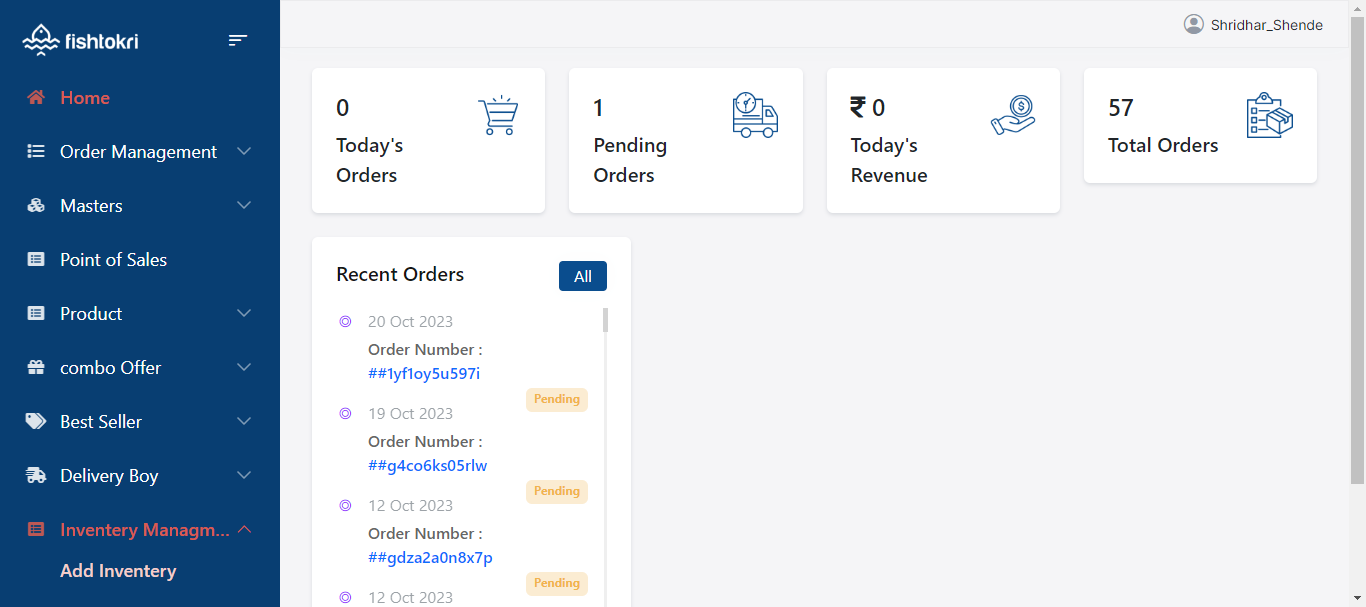 fishtokri
Home
Order Management
Masters
Point of Sales
Product
combo Offer
Best Seller
Delivery Boy
Inventery Managm...
Add Inventery
Shridhar_Shende
0
Today's
Orders
1
Pending
Orders
₹ 0
Today's
Revenue
57
Total Orders
Recent Orders
All
20 Oct 2023
Order Number :
##1yf1oy5u597i
Pending
19 Oct 2023
Order Number :
##g4co6ks05rlw
Pending
12 Oct 2023
Order Number :
##gdza2a0n8x7p
Pending
12 Oct 2023